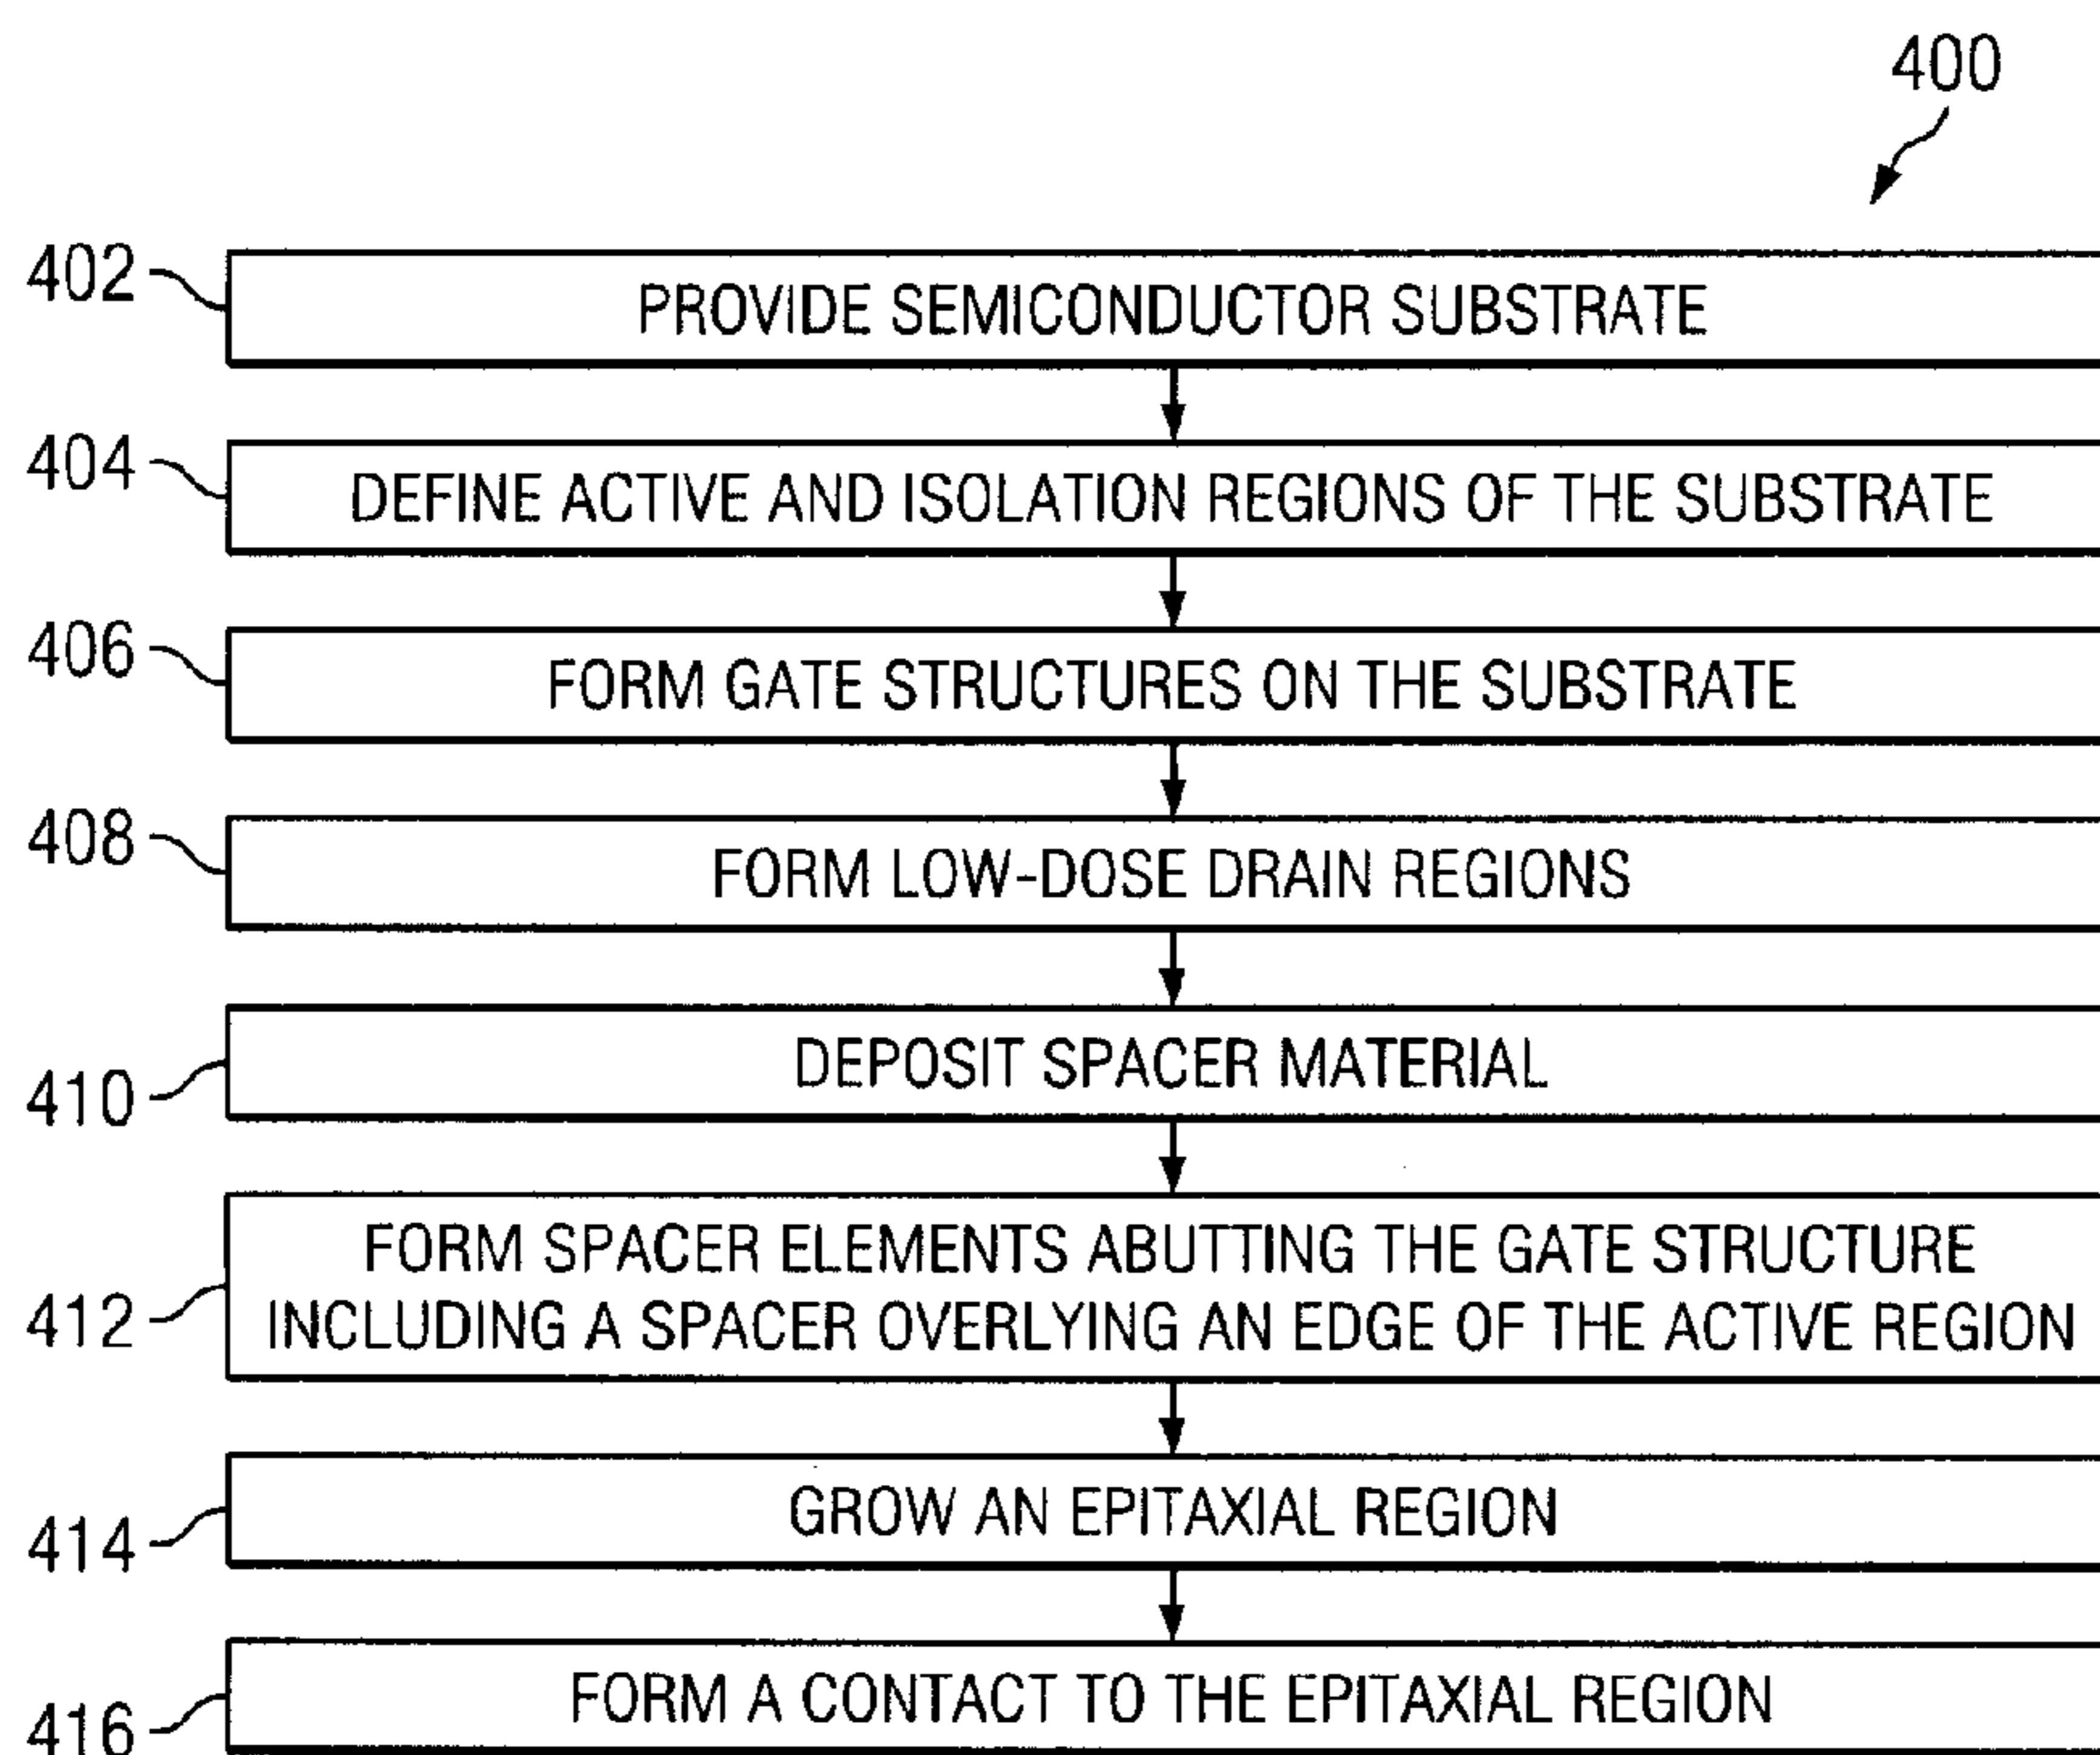 400
402
PROVIDE SEMICONDUCTOR SUBSTRATE
404
DEFINE ACTIVE AND ISOLATION REGIONS OF THE SUBSTRATE
406
FORM GATE STRUCTURES ON THE SUBSTRATE
408
FORM LOW-DOSE DRAIN REGIONS
410
DEPOSIT SPACER MATERIAL
412
FORM SPACER ELEMENTS ABUTTING THE GATE STRUCTURE
INCLUDING A SPACER OVERLYING AN EDGE OF THE ACTIVE REGION
414
GROW AN EPITAXIAL REGION
416
FORM A CONTACT TO THE EPITAXIAL REGION